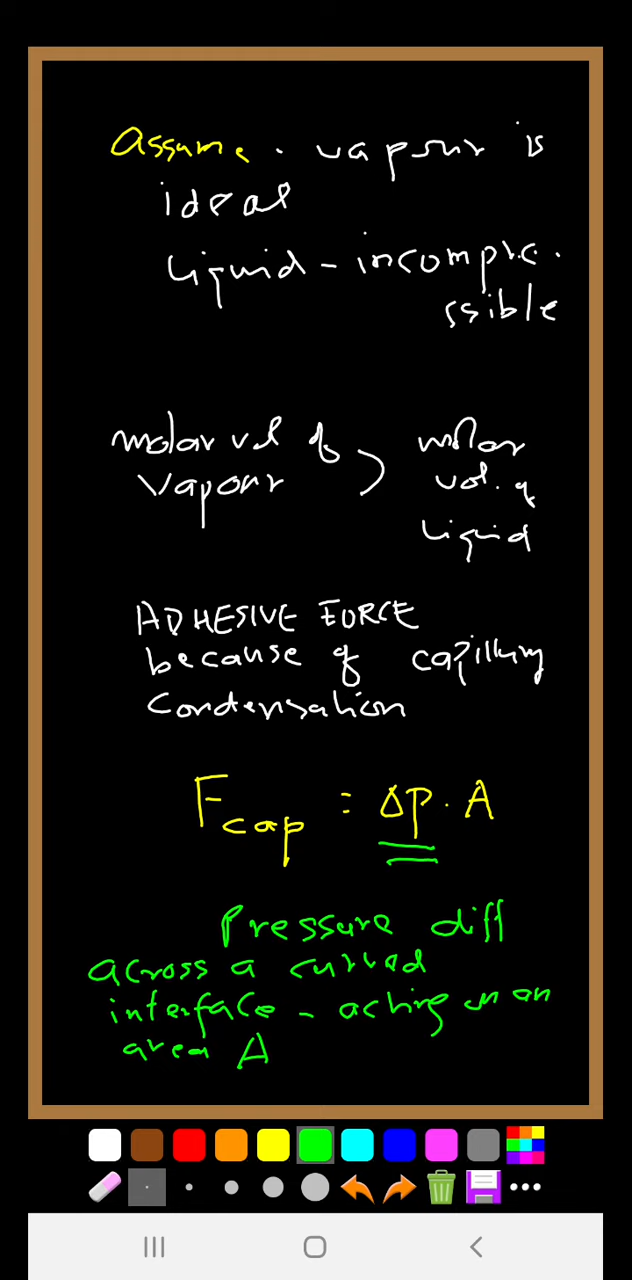 Assume · vapour is
ideal
Liquid - incompre.
ssible
molar vol of > molar
vapour vol. of
Liquid
ADHESIVE FORCE
because of capillary
condensation
Fcap = Δp · A
Pressure diff
across a curved
interface - acting on an
area A